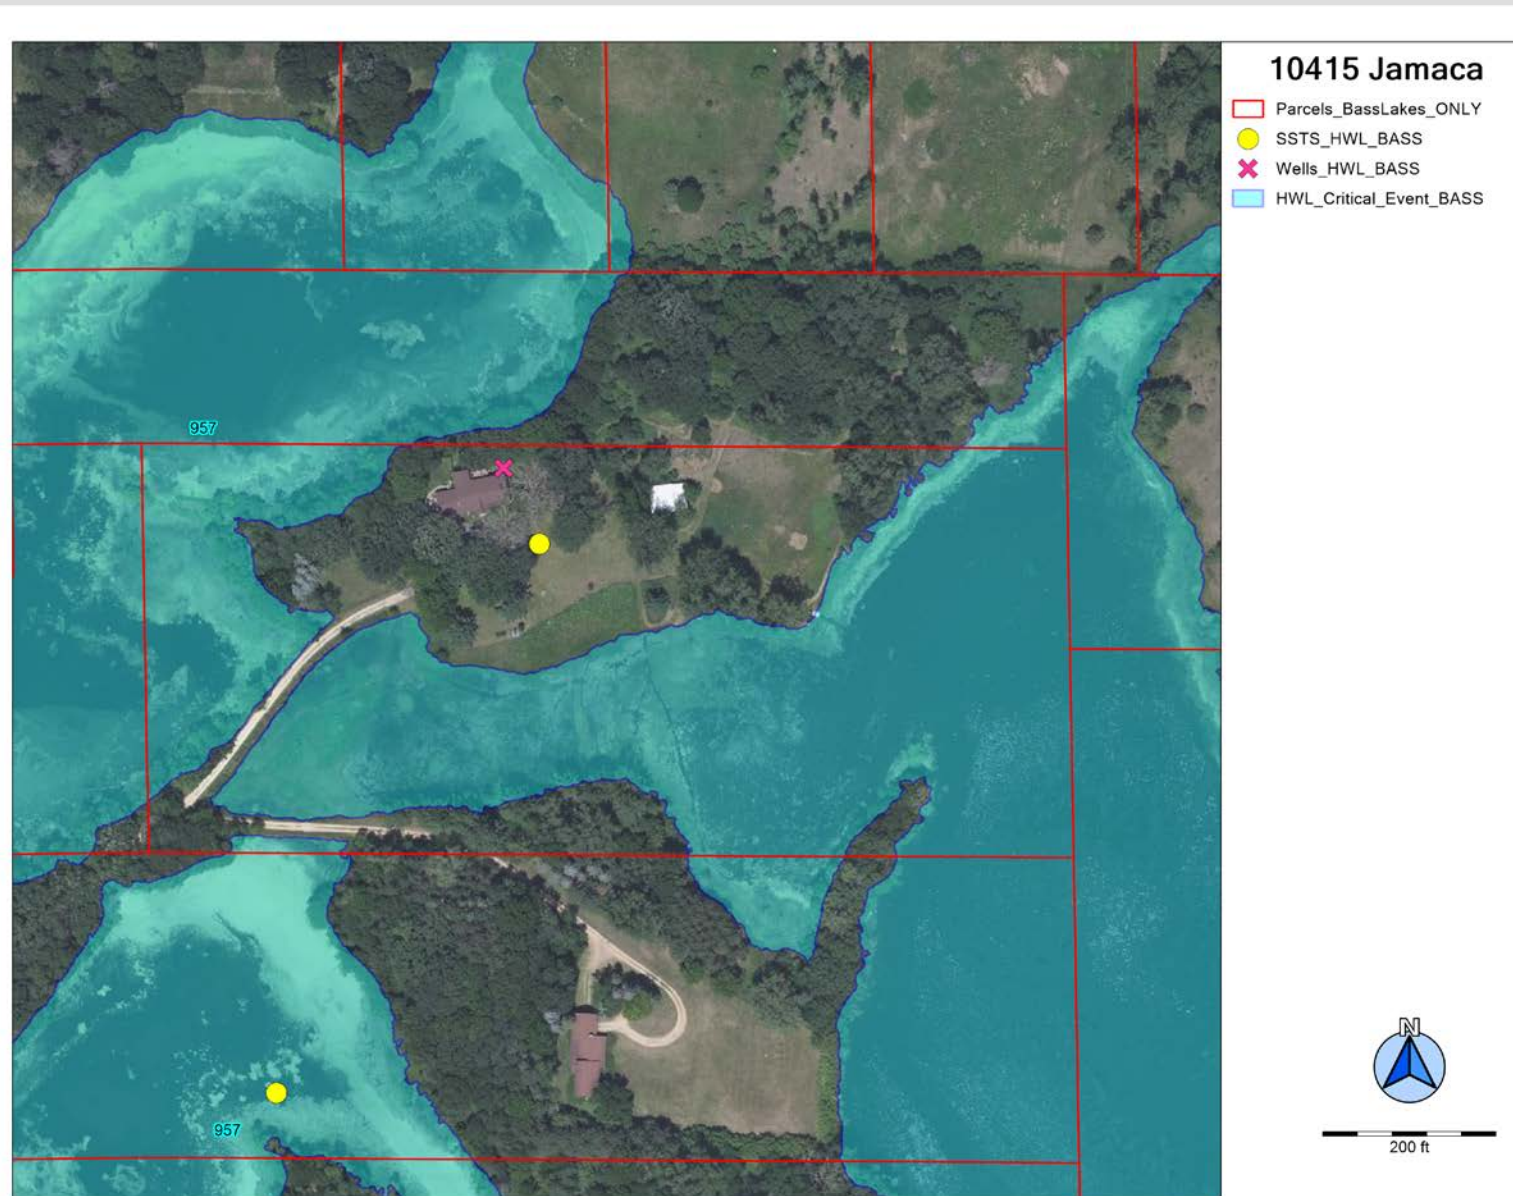 10415 Jamaca
Parcels_BassLakes_ONLY
SSTS_HWL_BASS
Wells_HWL_BASS
HWL_Critical_Event_BASS
957
957
N
200 ft